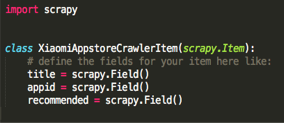 import scrapy
class XiaomiAppstoreCrawlerItem(scrapy.Item):
# define the fields for your item here like:
title = scrapy.Field()
appid = scrapy.Field()
recommended = scrapy.Field()